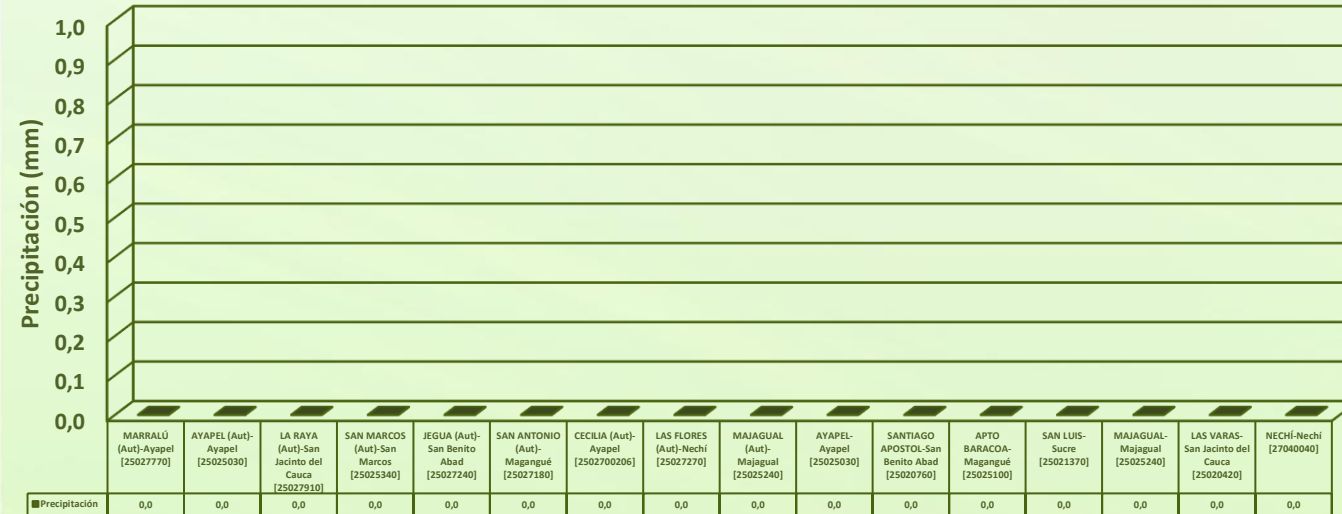 Precipitación (mm)
1,0
0,9
0,8
0,7
0,6
0,5
0,4
0,3
0,2
0,1
0,0
MARRALÚ
(Aut)-Ayapel
[25027770]
AYAPEL (Aut)-
Ayapel
[25025030]
LA RAYA
(Aut)-San
Jacinto del
Cauca
[25027910]
SAN MARCOS
(Aut)-San
Marcos
[25025340]
JEGUA (Aut)-
San Benito
Abad
[25027240]
SAN ANTONIO
(Aut)-
Magangué
[25027180]
CECILIA (Aut)-
Ayapel
[2502700206]
LAS FLORES
(Aut)-Nechí
[25027270]
MAJAGUAL
(Aut)-
Majagual
[25025240]
AYAPEL-
Ayapel
[25025030]
SANTIAGO
APOSTOL-San
Benito Abad
[25020760]
APTO
BARACOA-
Magangué
[25025100]
SAN LUIS-
Sucre
[25021370]
MAJAGUAL-
Majagual
[25025240]
LAS VARAS-
San Jacinto del
Cauca
[25020420]
NECHÍ-Nechí
[27040040]
Precipitación 0,0 0,0 0,0 0,0 0,0 0,0 0,0 0,0 0,0 0,0 0,0 0,0 0,0 0,0 0,0 0,0